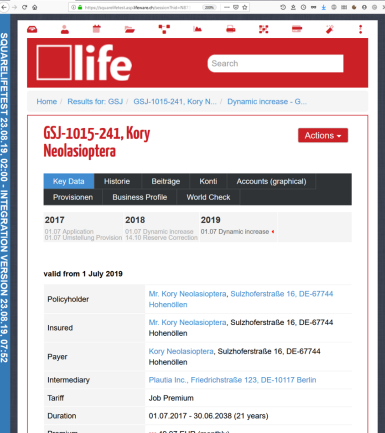 200%
life
Search
Home / Results for: GSJ / GSJ-1015-241, Kory N... / Dynamic increase - G...
GSJ-1015-241, Kory
Neolasioptera
Actions
Key Data Historie Beiträge Konti Accounts (graphical)
Provisionen Business Profile World Check
2017 2018 2019
01.07 Application 01.07 Dynamic increase 01.07 Dynamic increase
01.07 Umstellung Provision 14.10 Reserve Correction
valid from 1 July 2019
Policyholder Mr. Kory Neolasioptera, Sulzhoferstraße 16, DE-67744
Hohenöllen
Insured Mr. Kory Neolasioptera, Sulzhoferstraße 16, DE-67744
Hohenöllen
Payer Kory Neolasioptera, Sulzhoferstraße 16, DE-67744
Hohenöllen
Intermediary Plautia Inc., Friedrichstraße 123, DE-10117 Berlin
Tariff Job Premium
Duration 01.07.2017 - 30.06.2038 (21 years)
SQUARELIFETEST 23.08.19, 02:00 - INTEGRATION VERSION 23.08.19, 07:52